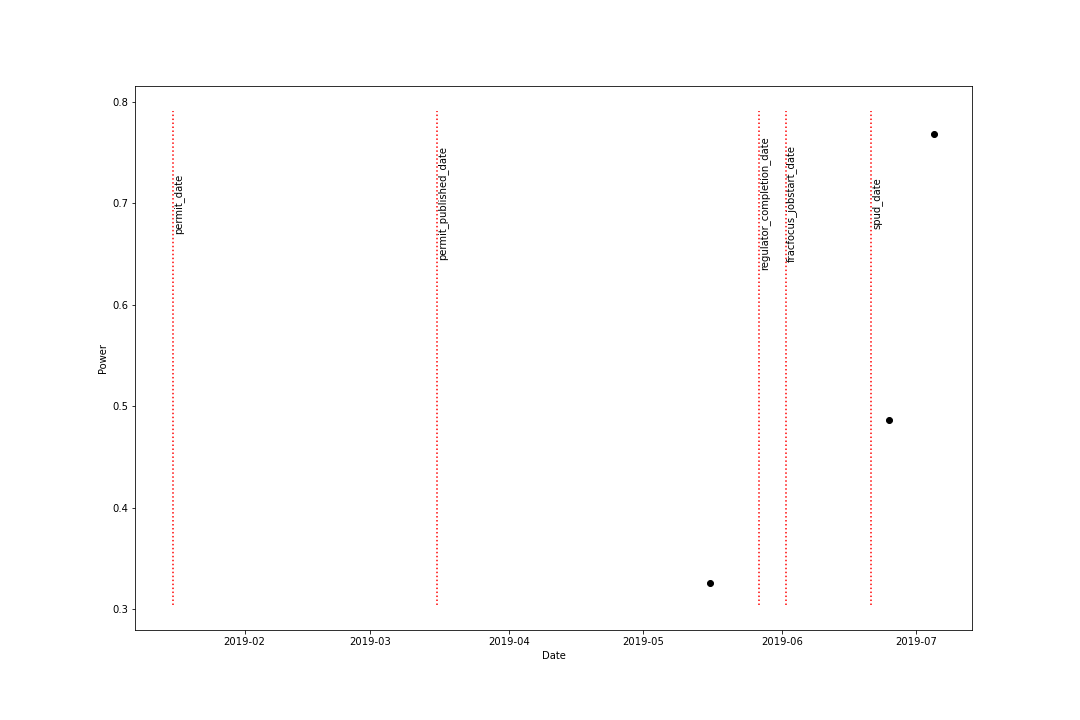 0.8
0.7
0.6
0.5
0.4
0.3
Power
permit_date
permit_published_date
regulator_completion_date
fracfocus_jobstart_date
spud_date
2019-02
2019-03
2019-04
2019-05
2019-06
2019-07
Date